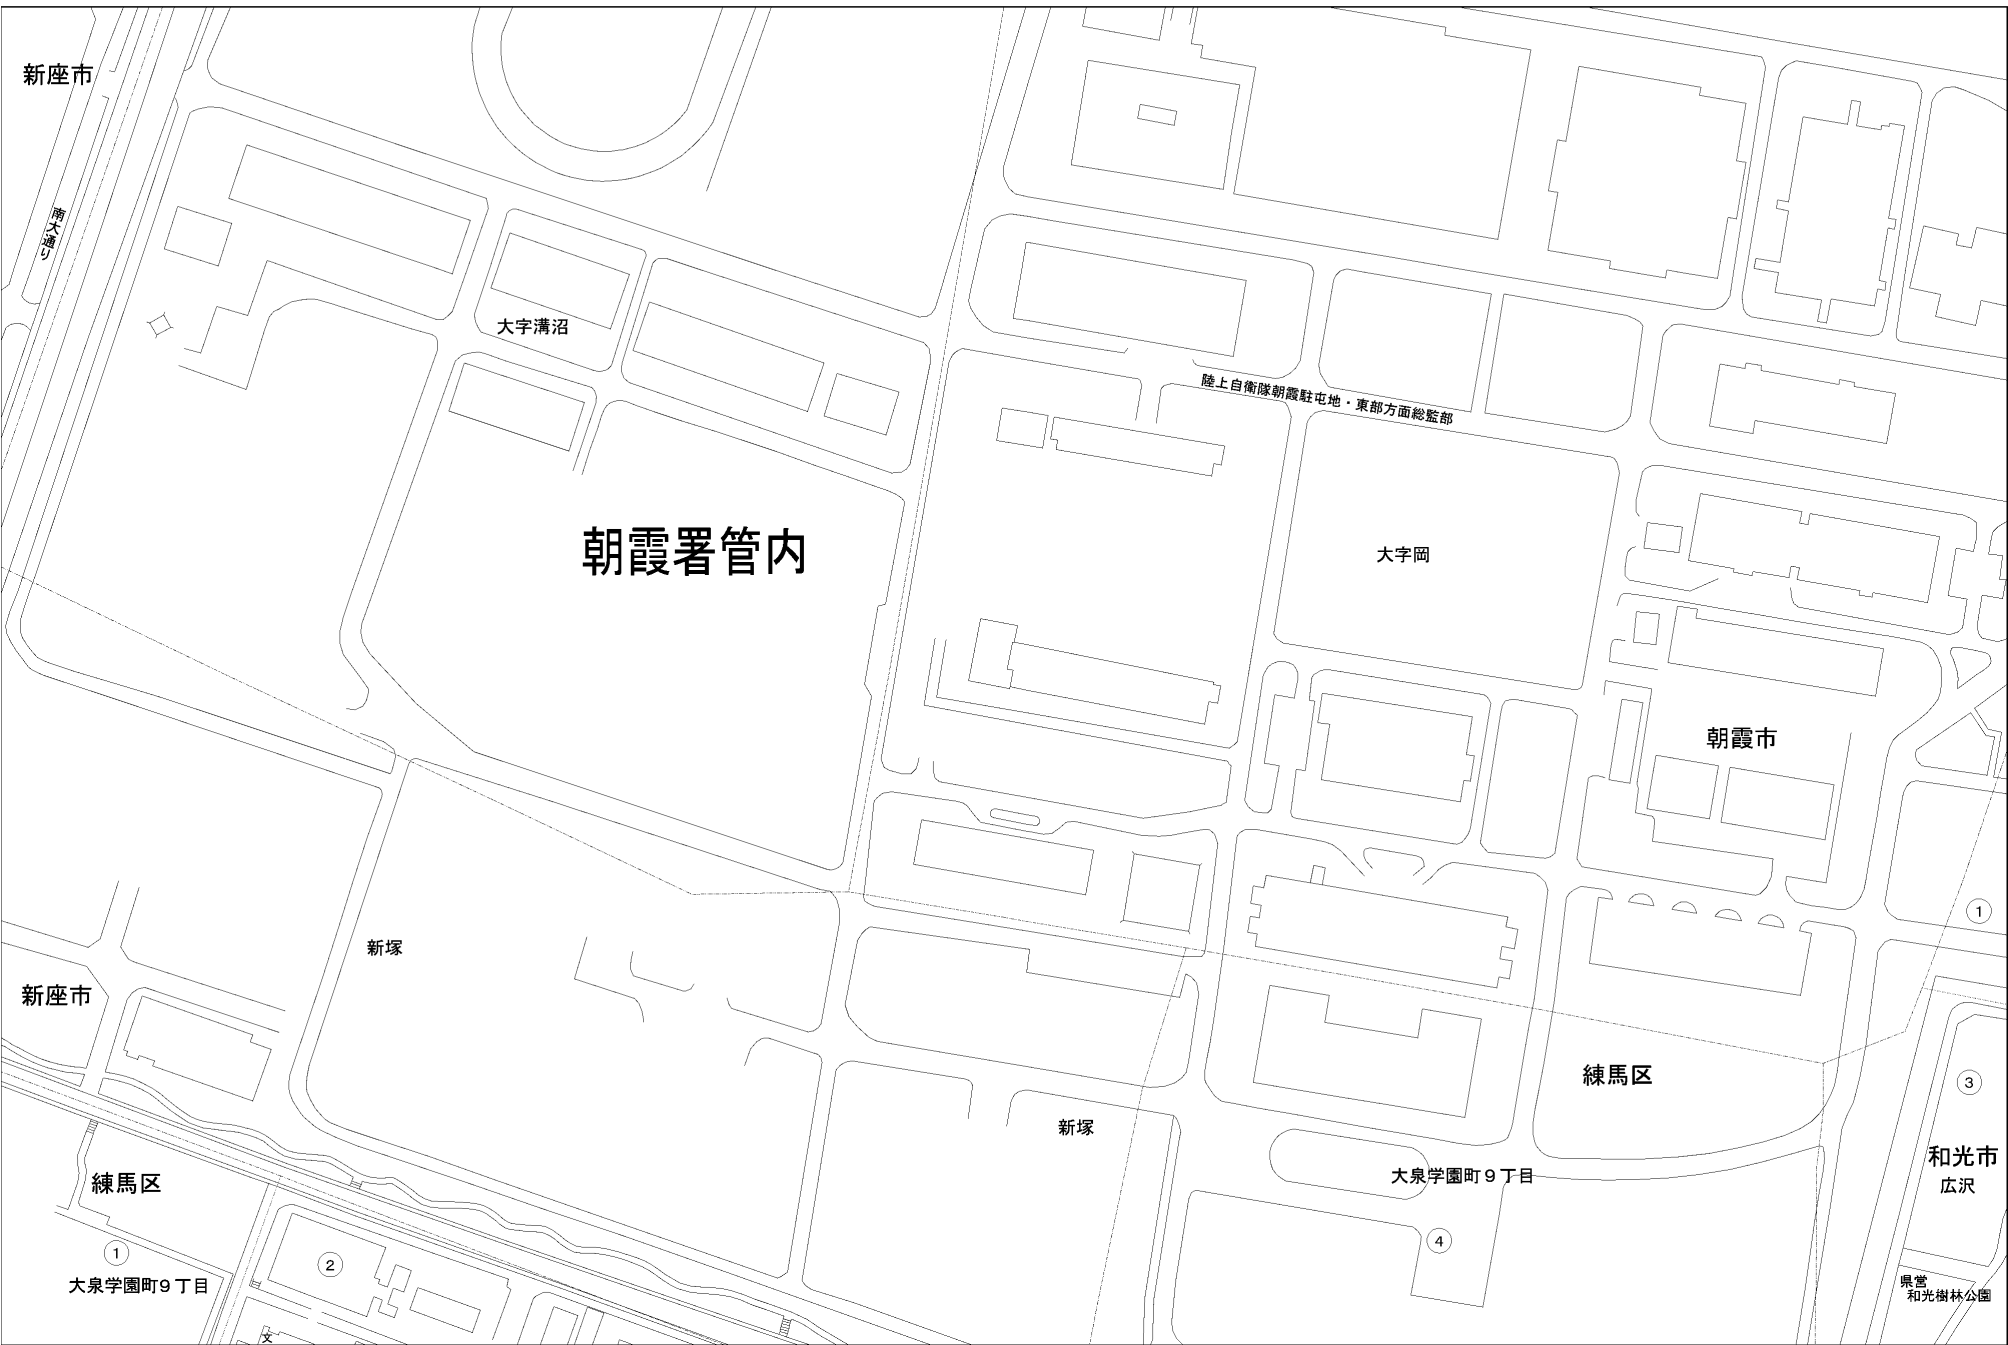 新座市
南大通り
大字溝沼
陸上自衛隊朝霞駐屯地・東部方面総監部
朝霞署管内
大字岡
朝霞市
①
新塚
新座市
練馬区
③
新塚
和光市
広沢
練馬区
大泉学園町９丁目
④
①
②
大泉学園町９丁目
県営
和光樹林公園
文